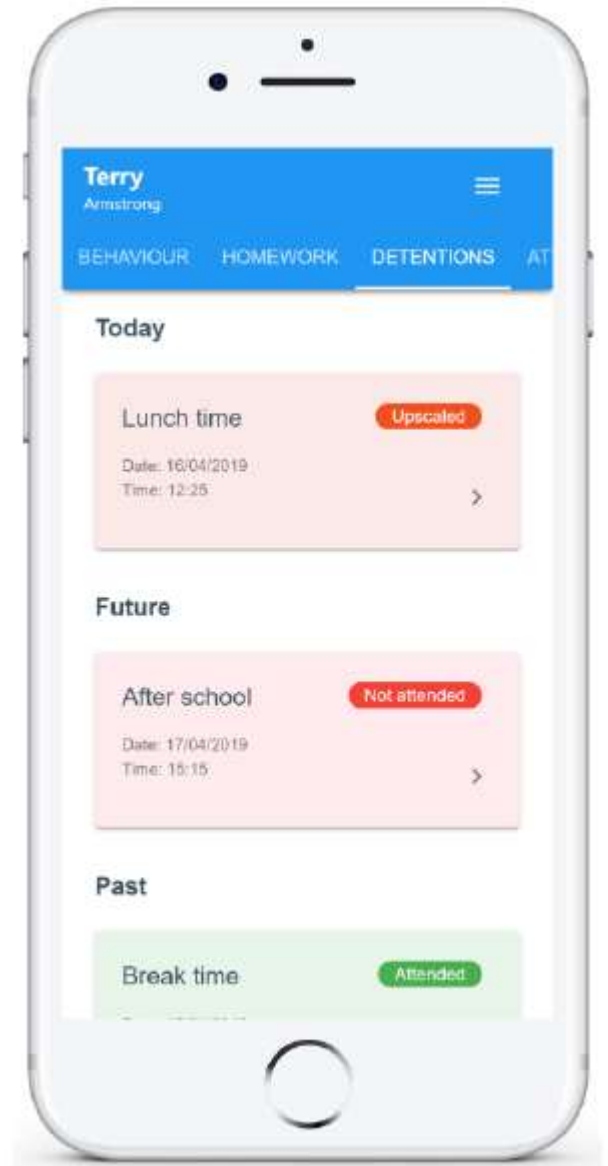 Terry
Armstrong
BEHAVIOUR HOMEWORK DETENTIONS AT
Today
Lunch time Upscaled
Date: 16/04/2019
Time: 12:25
Future
After school Not attended
Date: 17/04/2019
Time: 15:15
Past
Break time Attended